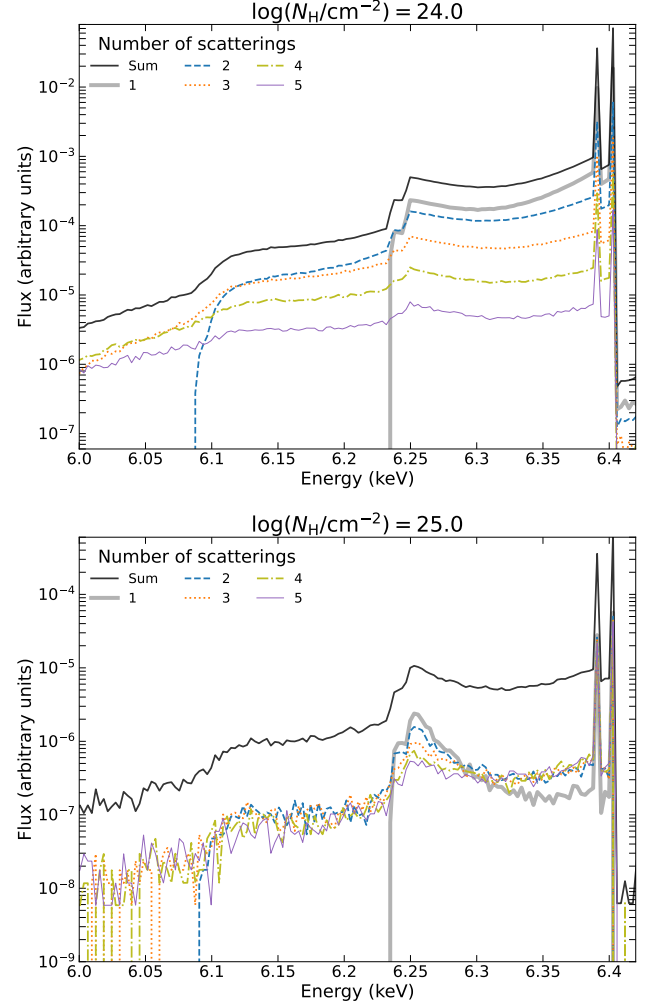 log(N_H/cm⁻²) = 24.0
Number of scatterings
Sum 2 4
1 3 5
10⁻²
10⁻³
10⁻⁴
10⁻⁵
10⁻⁶
10⁻⁷
Flux (arbitrary units)
6.0 6.05 6.1 6.15 6.2 6.25 6.3 6.35 6.4
Energy (keV)
log(N_H/cm⁻²) = 25.0
Number of scatterings
Sum 2 4
1 3 5
10⁻⁴
10⁻⁵
10⁻⁶
10⁻⁷
10⁻⁸
10⁻⁹
Flux (arbitrary units)
6.0 6.05 6.1 6.15 6.2 6.25 6.3 6.35 6.4
Energy (keV)